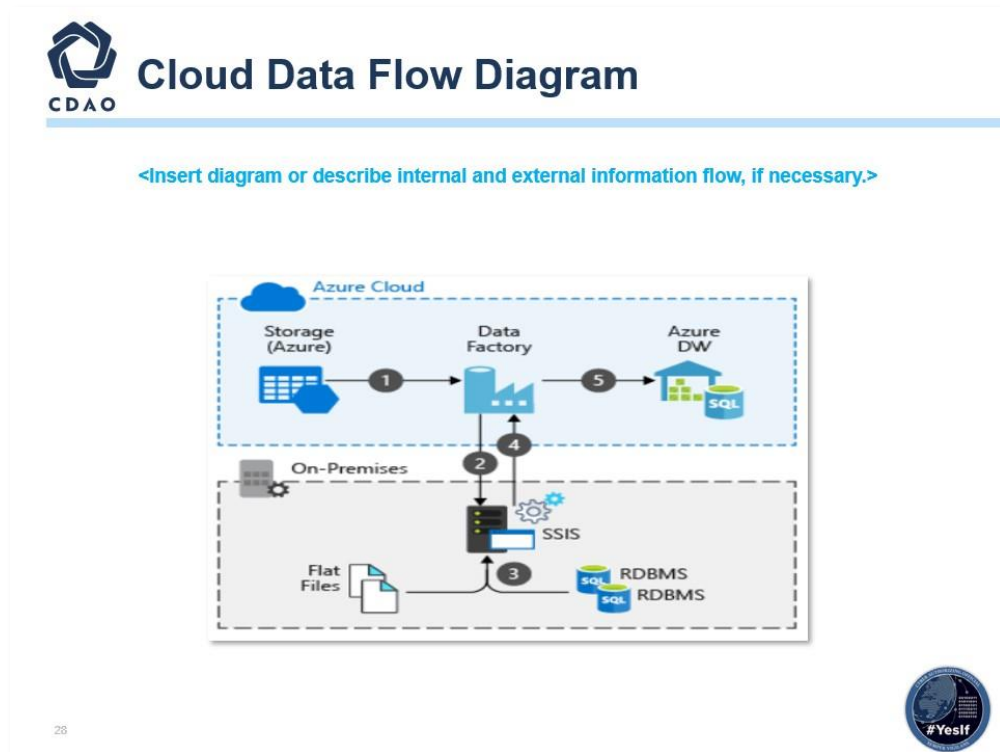 CDAO
Cloud Data Flow Diagram
<Insert diagram or describe internal and external information flow, if necessary.>
Azure Cloud
Storage
(Azure)
Data
Factory
Azure
DW
1
5
SQL
4
2
On-Premises
SSIS
3
Flat
Files
SQL
RDBMS
SQL
RDBMS
28
#YesIf